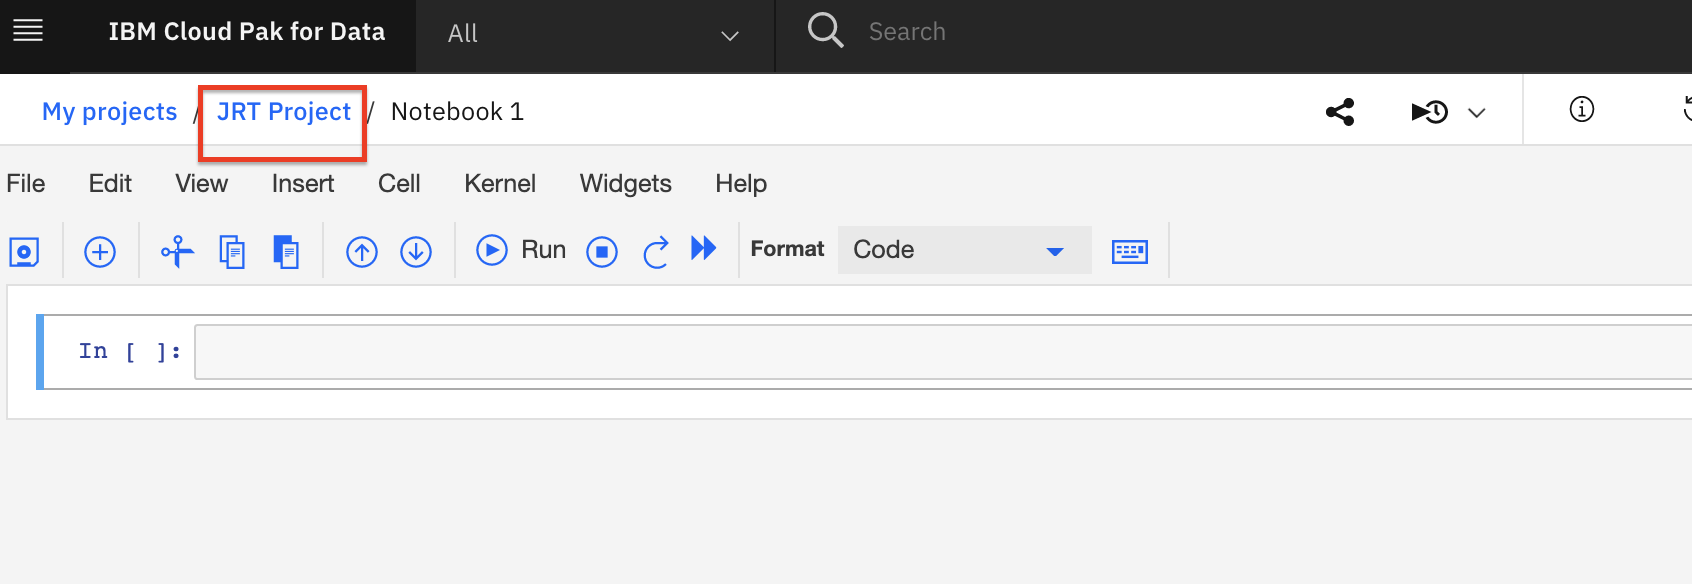 IBM Cloud Pak for Data All Search
My projects / JRT Project / Notebook 1
File Edit View Insert Cell Kernel Widgets Help
Run Format Code
In [ ]: